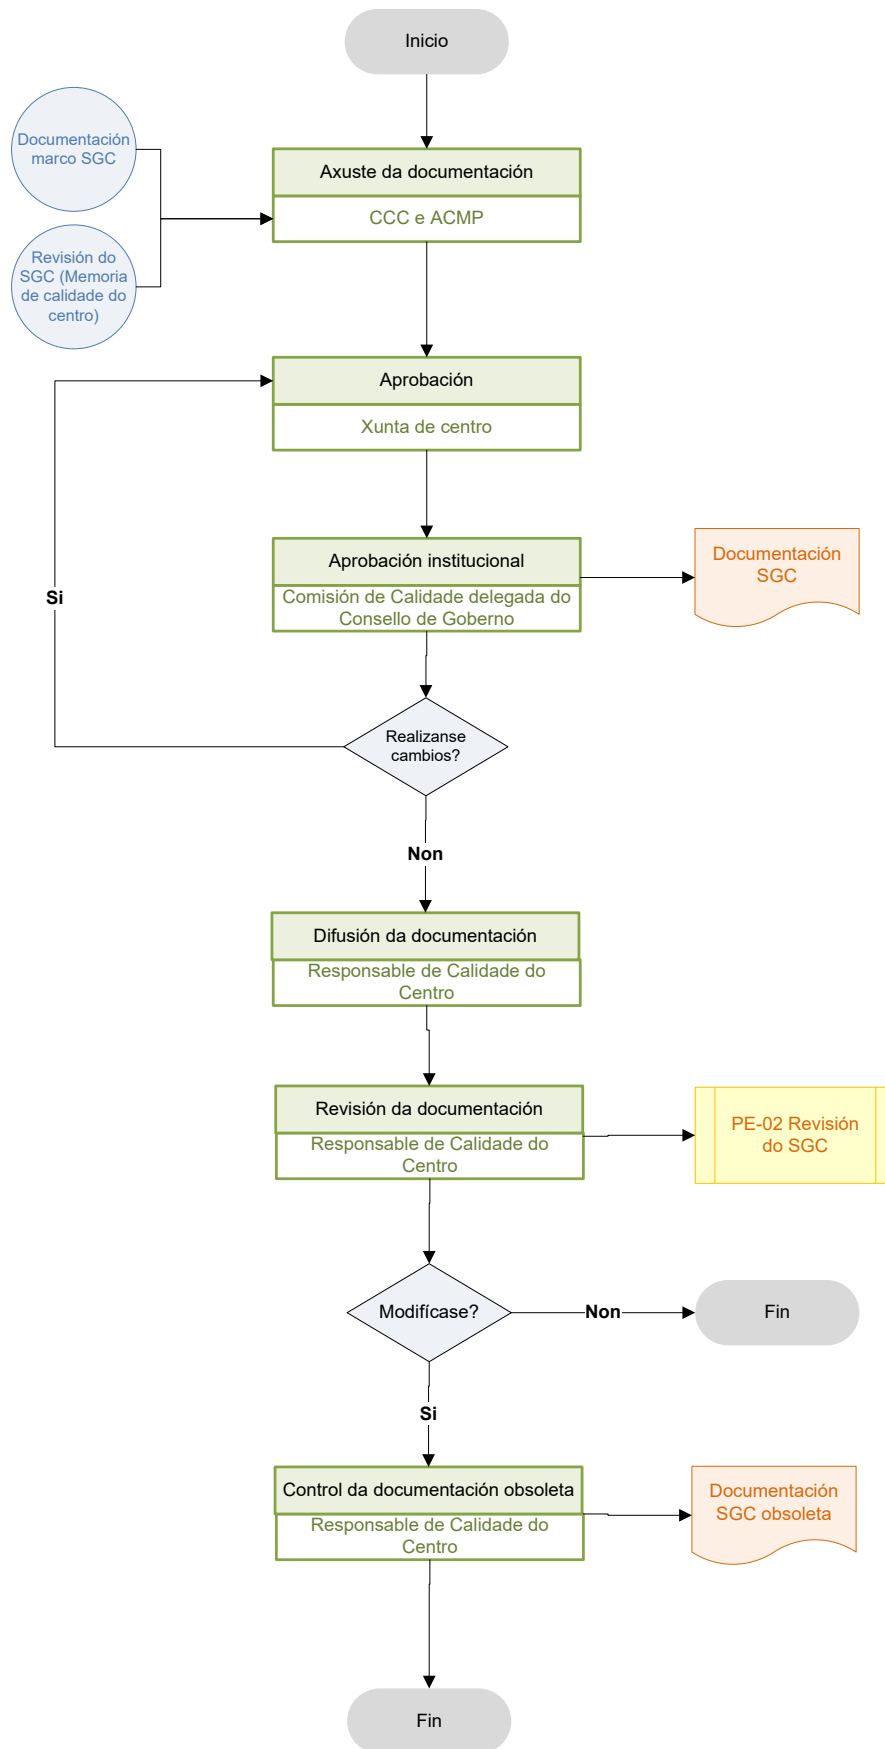 Inicio
Documentación
marco SGC
Axuste da documentación
CCC e ACMP
Revisión do
SGC (Memoria
de calidade do
centro)
Aprobación
Xunta de centro
Aprobación institucional
Comisión de Calidade delegada do
Consello de Goberno
Documentación
SGC
Si
Realizanse
cambios?
Non
Difusión da documentación
Responsable de Calidade do
Centro
Revisión da documentación
Responsable de Calidade do
Centro
PE-02 Revisión
do SGC
Modifícase?
Non
Fin
Si
Control da documentación obsoleta
Responsable de Calidade do
Centro
Documentación
SGC obsoleta
Fin